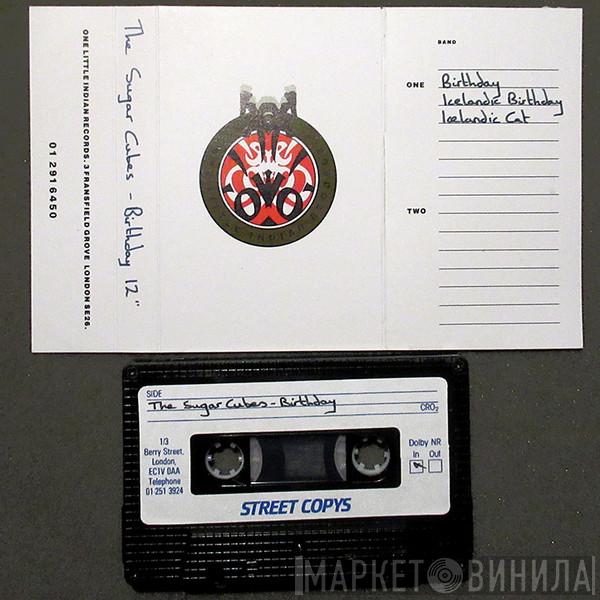 ONE LITTLE INDIAN RECORDS, 3 FRANSFIELD GROVE LONDON SE26.
01 291 6450
The Sugar Cubes - Birthday 12"
BAND
ONE
Birthday
Icelandic Birthday
Icelandic Cat
TWO
SIDE
The Sugar Cubes - Birthday
CRO₂
1/3
Berry Street,
London,
EC1V 0AA
Telephone
01 251 3924
Dolby NR
In Out
STREET COPYS
МАРКЕТ ВИНИЛА